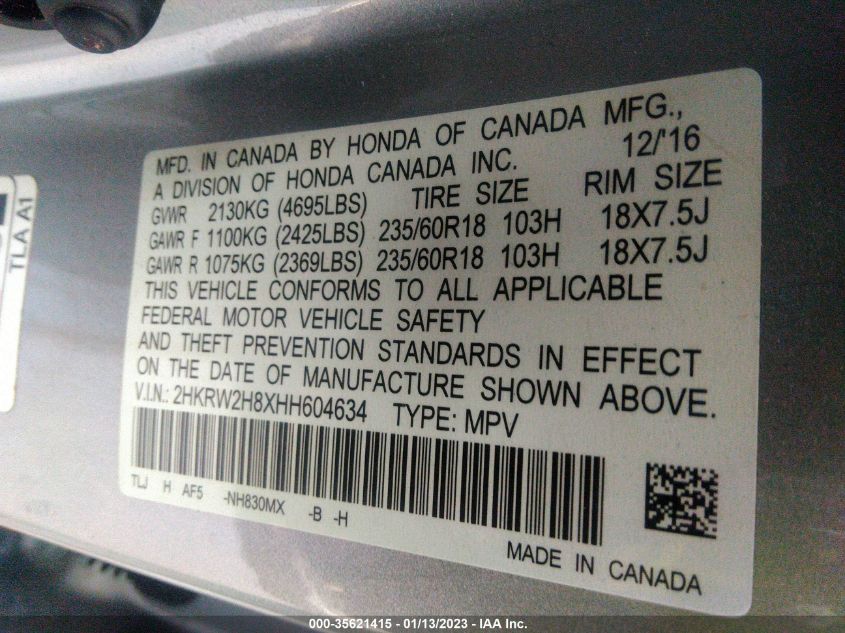 MFD. IN CANADA BY HONDA OF CANADA MFG.,
A DIVISION OF HONDA CANADA INC. 12/'16
GVWR 2130KG (4695LBS) TIRE SIZE RIM SIZE
GAWR F 1100KG (2425LBS) 235/60R18 103H 18X7.5J
GAWR R 1075KG (2369LBS) 235/60R18 103H 18X7.5J
THIS VEHICLE CONFORMS TO ALL APPLICABLE
FEDERAL MOTOR VEHICLE SAFETY
AND THEFT PREVENTION STANDARDS IN EFFECT
ON THE DATE OF MANUFACTURE SHOWN ABOVE.
V.I.N.: 2HKRW2H8XHH604634 TYPE: MPV
TLJ H AF5 -NH830MX -B -H
MADE IN CANADA
TLA A1
000-35621415 - 01/13/2023 - IAA Inc.